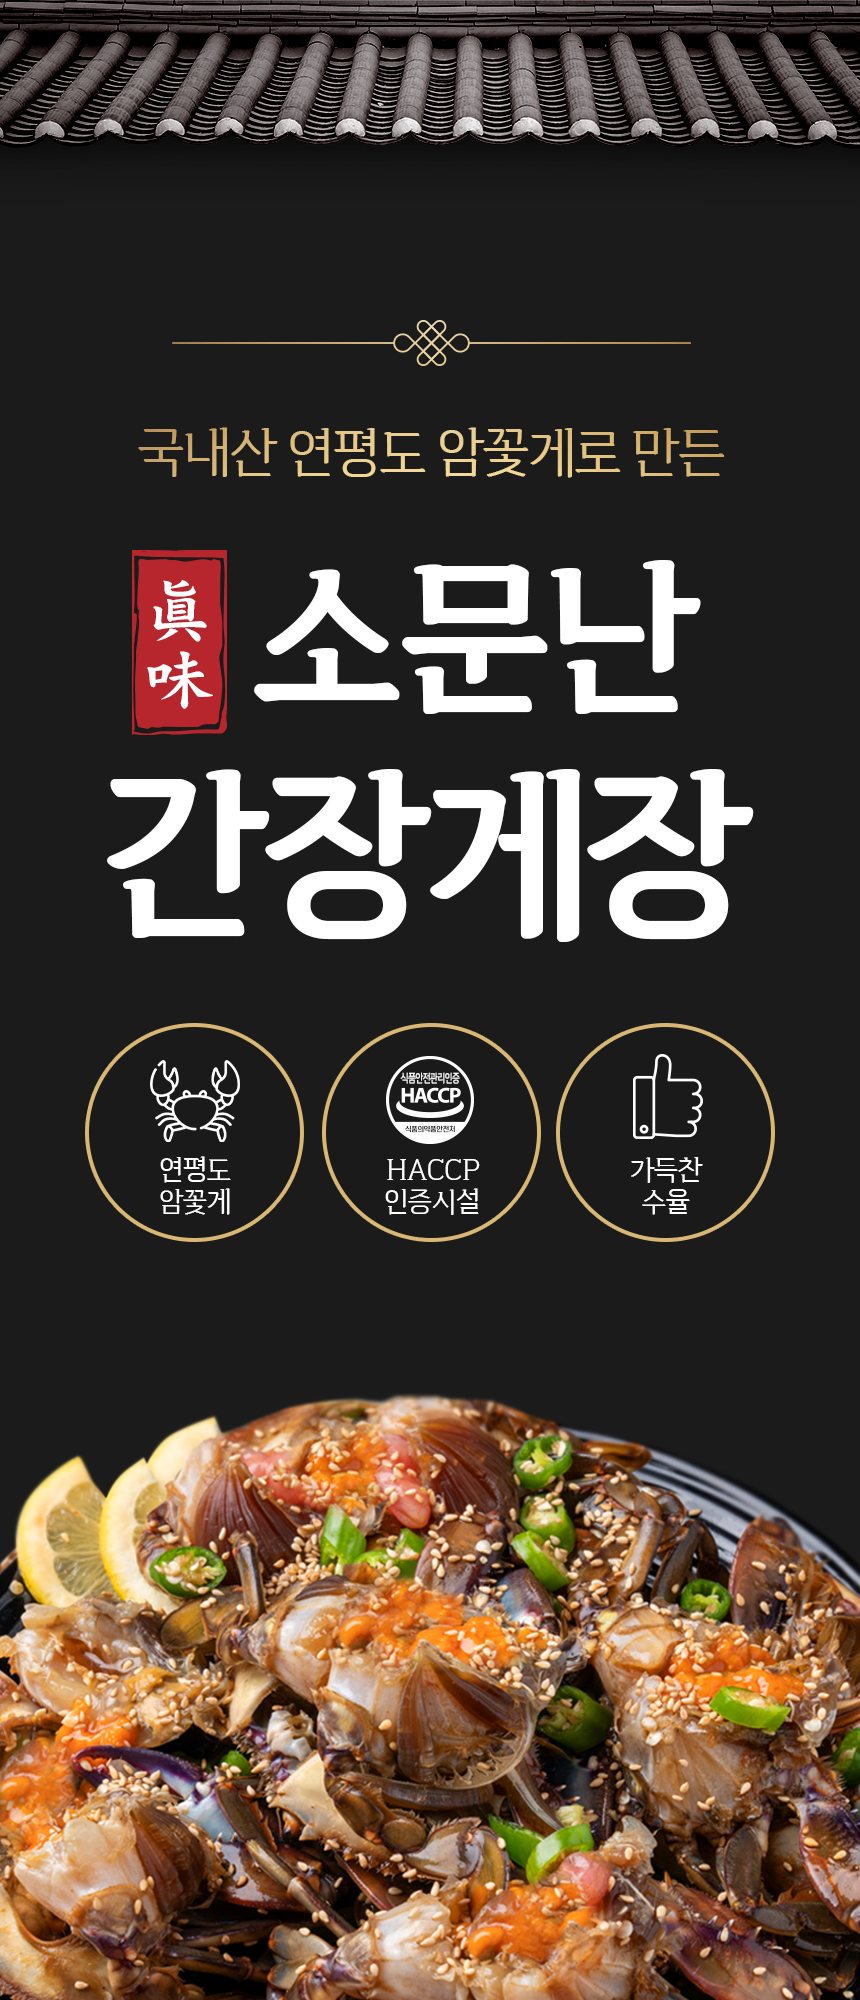 국내산 연평도 암꽃게로 만든
眞味
소문난
간장게장
연평도
암꽃게
식품안전관리인증
HACCP
식품의약품안전처
HACCP
인증시설
가득찬
수율